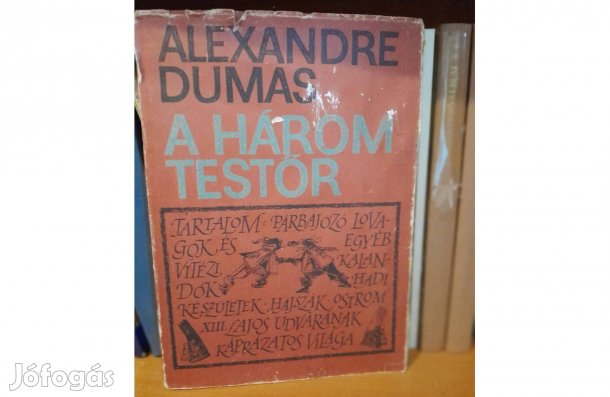 ALEXANDRE
DUMAS
A HÁROM
TESTŐR
TARTALOM · PÁRBAJOZÓ LOVA-
GOK ÉS EGYÉB
VITÉZI KALAN-
DOK HADI
KÉSZÜLETEK · HAJSZÁK · OSTROM
XIII LAJOS UDVARÁNAK
KÁPRÁZATOS VILÁGA
ALBUM
Jófogás